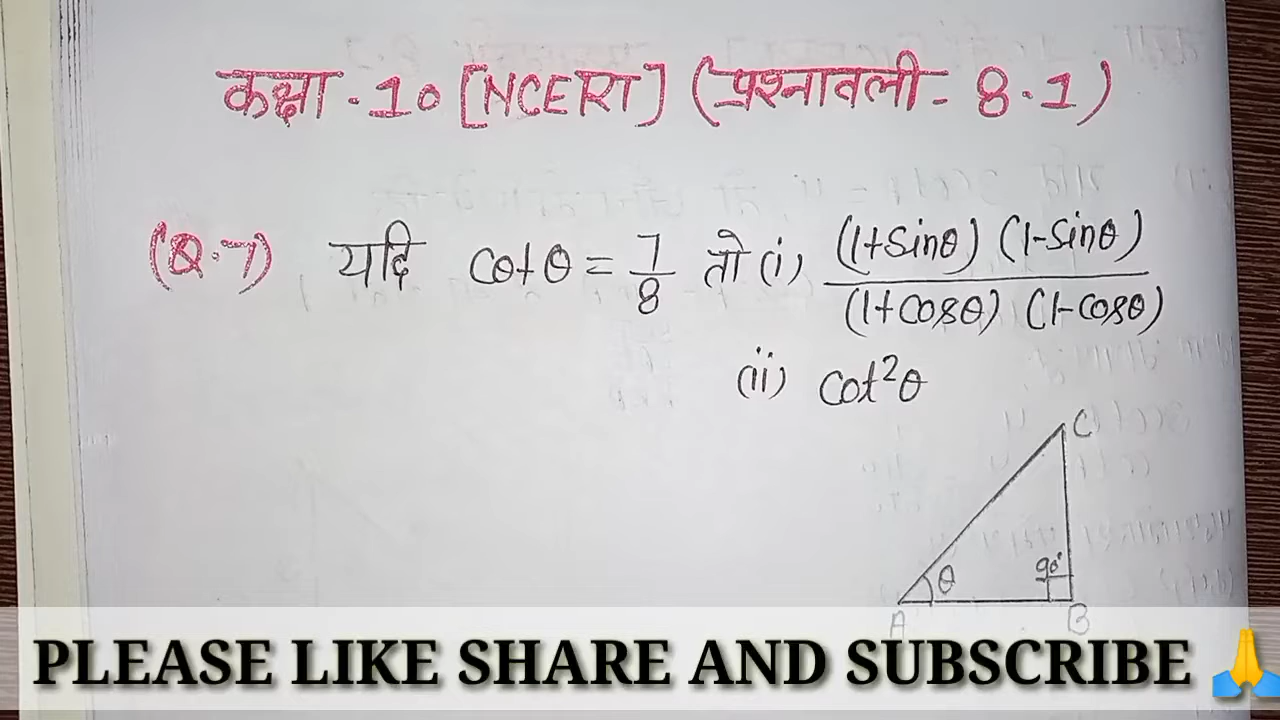 कक्षा - 10 [NCERT] (प्रश्नावली - 8.1)
(Q.7) यदि cotθ = 7/8 तो (i) (1+sinθ) (1-sinθ) / (1+cosθ) (1-cosθ)
(ii) cot²θ
C
θ 90°
A B
PLEASE LIKE SHARE AND SUBSCRIBE 🙏